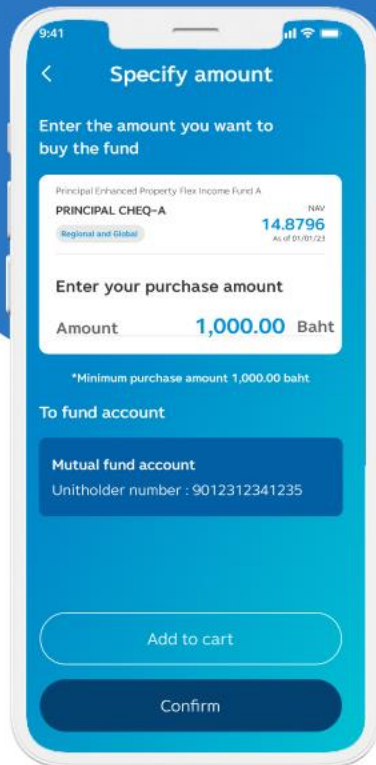 9:41
Specify amount
Enter the amount you want to
buy the fund
Principal Enhanced Property Flex Income Fund A
PRINCIPAL CHEQ-A
NAV
14.8796
Regional and Global
As of 01/01/23
Enter your purchase amount
Amount 1,000.00 Baht
*Minimum purchase amount 1,000.00 baht
To fund account
Mutual fund account
Unitholder number : 9012312341235
Add to cart
Confirm